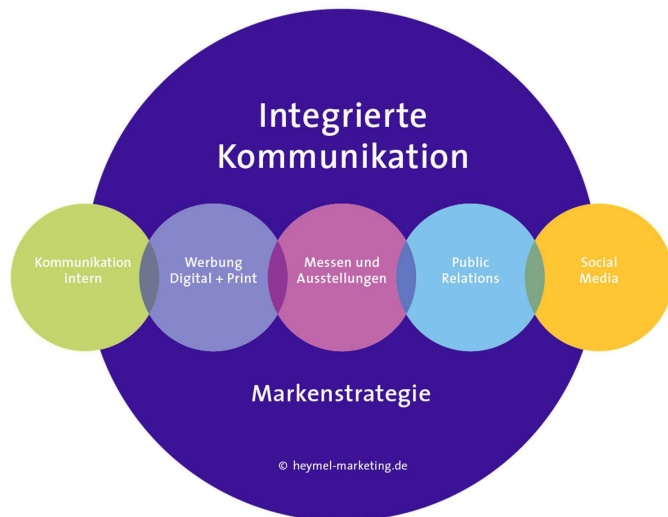 Integrierte
Kommunikation
Kommunikation
intern
Werbung
Digital + Print
Messen und
Ausstellungen
Public
Relations
Social
Media
Markenstrategie
© heymel-marketing.de